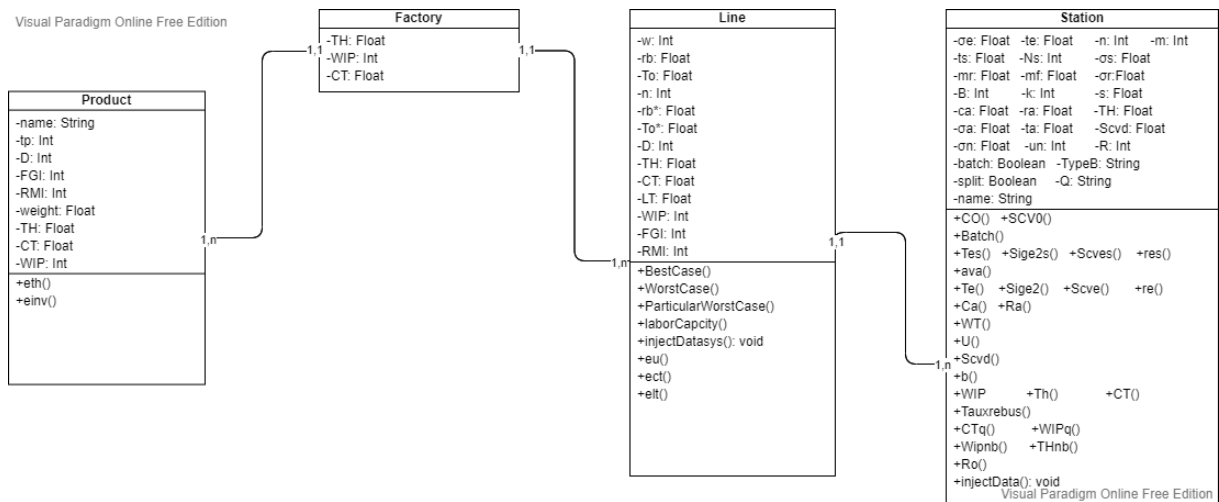 Visual Paradigm Online Free Edition
Product
-name: String
-tp: Int
-D: Int
-FGI: Int
-RMI: Int
-weight: Float
-TH: Float
-CT: Float
-WIP: Int
+eth()
+einv()
1,n
1,1
Factory
-TH: Float
-WIP: Int
-CT: Float
1,1
1,n
Line
-w: Int
-rb: Float
-To: Float
-n: Int
-rb*: Float
-To*: Float
-D: Int
-TH: Float
-CT: Float
-LT: Float
-WIP: Int
-FGI: Int
-RMI: Int
+BestCase()
+WorstCase()
+ParticularWorstCase()
+laborCapcity()
+injectDatasys(): void
+eu()
+ect()
+elt()
1,1
1,n
Station
-σe: Float -te: Float -n: Int -m: Int
-ts: Float -Ns: Int -σs: Float
-mr: Float -mf: Float -σr:Float
-B: Int -k: Int -s: Float
-ca: Float -ra: Float -TH: Float
-σa: Float -ta: Float -Scvd: Float
-σn: Float -un: Int -R: Int
-batch: Boolean -TypeB: String
-split: Boolean -Q: String
-name: String
+CO() +SCV0()
+Batch()
+Tes() +Sige2s() +Scves() +res()
+ava()
+Te() +Sige2() +Scve() +re()
+Ca() +Ra()
+WT()
+U()
+Scvd()
+b()
+WIP +Th() +CT()
+Tauxrebus()
+CTq() +WIPq()
+Wipnb() +THnb()
+Ro()
+injectData(): void
Visual Paradigm Online Free Edition